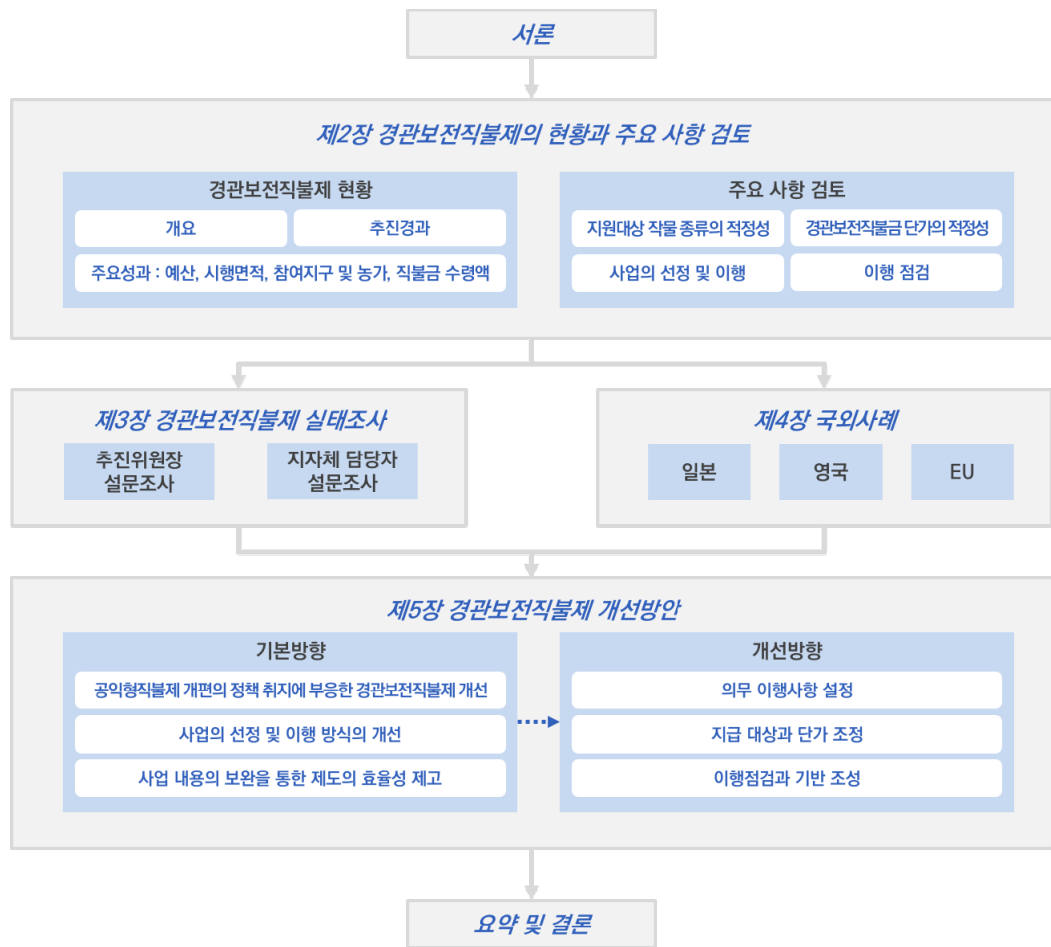 서론
제2장 경관보전직불제의 현황과 주요 사항 검토
경관보전직불제 현황
개요
추진경과
주요성과 : 예산, 시행면적, 참여지구 및 농가, 직불금 수령액
주요 사항 검토
지원대상 작물 종류의 적정성
경관보전직불금 단가의 적정성
사업의 선정 및 이행
이행 점검
제3장 경관보전직불제 실태조사
추진위원장
설문조사
지자체 담당자
설문조사
제4장 국외사례
일본
영국
EU
제5장 경관보전직불제 개선방안
기본방향
공익형직불제 개편의 정책 취지에 부응한 경관보전직불제 개선
사업의 선정 및 이행 방식의 개선
사업 내용의 보완을 통한 제도의 효율성 제고
개선방향
의무 이행사항 설정
지급 대상과 단가 조정
이행점검과 기반 조성
요약 및 결론